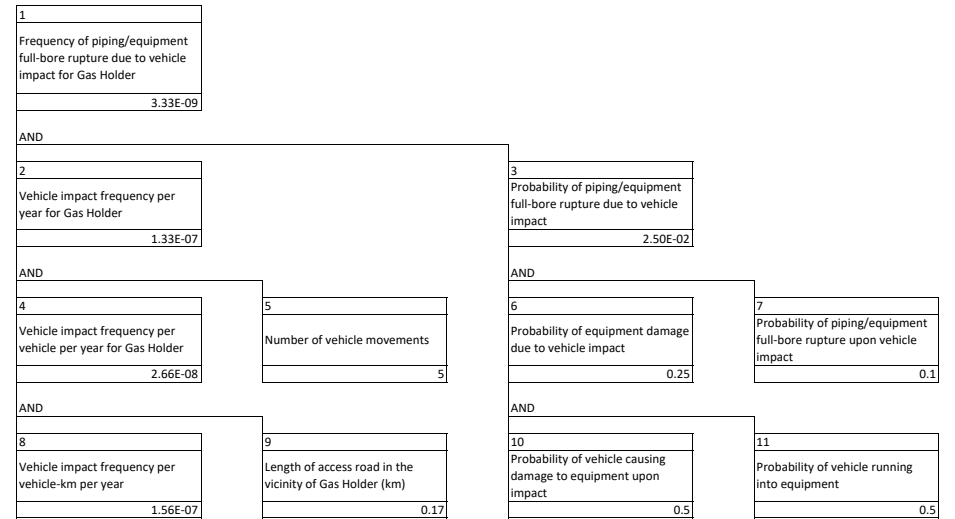 1
Frequency of piping/equipment
full-bore rupture due to vehicle
impact for Gas Holder
3.33E-09
AND
2
Vehicle impact frequency per
year for Gas Holder
1.33E-07
3
Probability of piping/equipment
full-bore rupture due to vehicle
impact
2.50E-02
AND
AND
4
Vehicle impact frequency per
vehicle per year for Gas Holder
2.66E-08
5
Number of vehicle movements
5
6
Probability of equipment damage
due to vehicle impact
0.25
7
Probability of piping/equipment
full-bore rupture upon vehicle
impact
0.1
AND
AND
8
Vehicle impact frequency per
vehicle-km per year
1.56E-07
9
Length of access road in the
vicinity of Gas Holder (km)
0.17
10
Probability of vehicle causing
damage to equipment upon
impact
0.5
11
Probability of vehicle running
into equipment
0.5